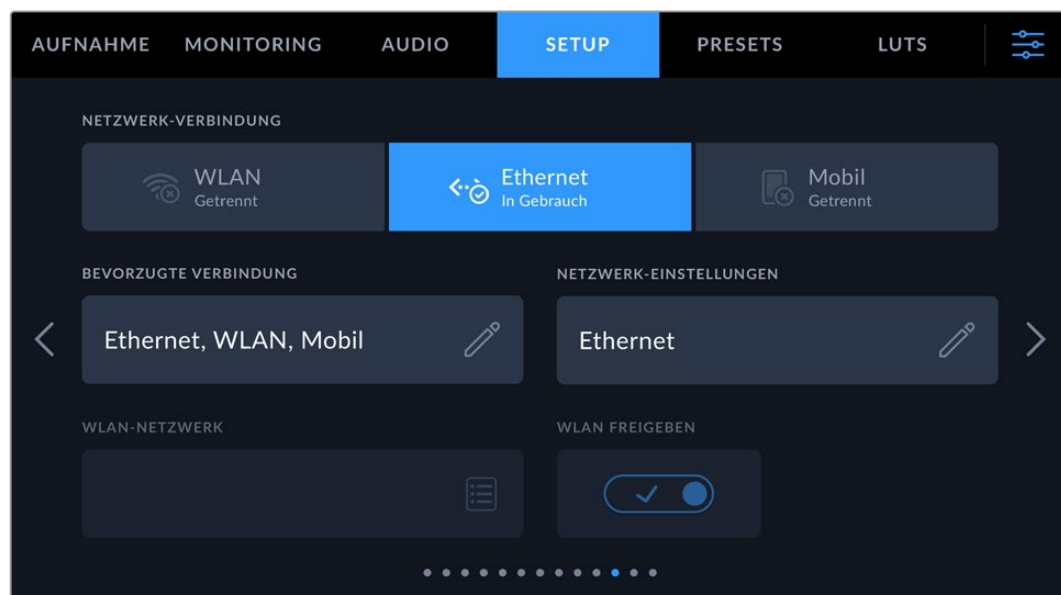 AUFNAHME MONITORING AUDIO SETUP PRESETS LUTS
NETZWERK-VERBINDUNG
WLAN
Getrennt
Ethernet
In Gebrauch
Mobil
Getrennt
BEVORZUGTE VERBINDUNG
Ethernet, WLAN, Mobil
NETZWERK-EINSTELLUNGEN
Ethernet
WLAN-NETZWERK
WLAN FREIGEBEN